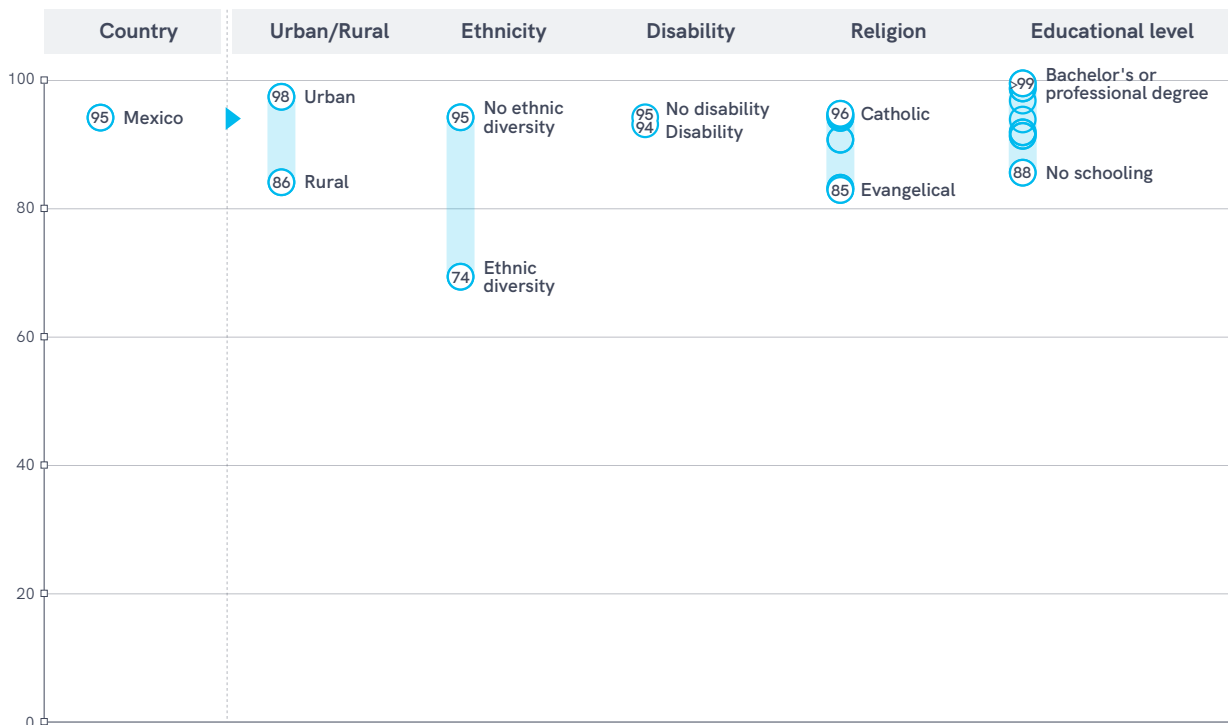 Country
Urban/Rural
Ethnicity
Disability
Religion
Educational level
100
80
60
40
20
0
95 Mexico
98 Urban
86 Rural
95 No ethnic
diversity
74 Ethnic
diversity
95 No disability
94 Disability
96 Catholic
85 Evangelical
>99 Bachelor's or
professional degree
88 No schooling